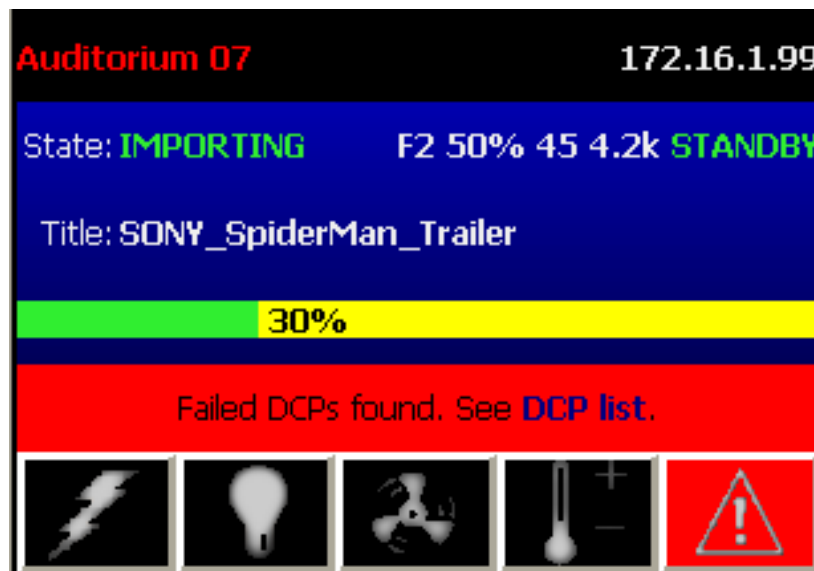 Auditorium 07 172.16.1.99
State: IMPORTING F2 50% 45 4.2k STANDBY
Title: SONY_SpiderMan_Trailer
30%
Failed DCPs found. See DCP list.